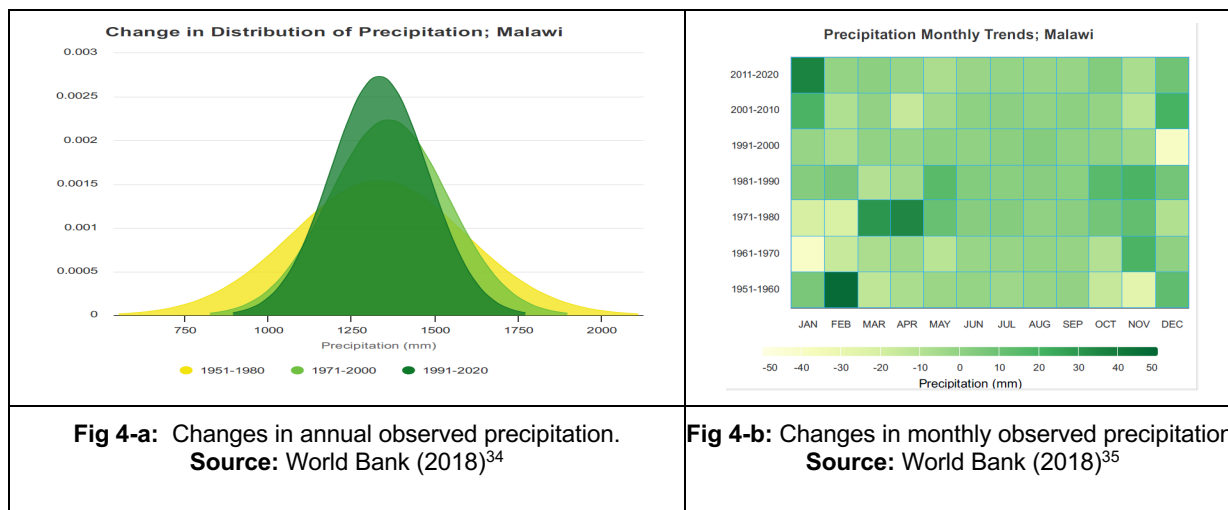 Change in Distribution of Precipitation; Malawi
0.003
0.0025
0.002
0.0015
0.001
0.0005
0
750 1000 1250 1500 1750 2000
Precipitation (mm)
1951-1980 1971-2000 1991-2020
Precipitation Monthly Trends; Malawi
2011-2020
2001-2010
1991-2000
1981-1990
1971-1980
1961-1970
1951-1960
JAN FEB MAR APR MAY JUN JUL AUG SEP OCT NOV DEC
-50 -40 -30 -20 -10 0 10 20 30 40 50
Precipitation (mm)
Fig 4-a: Changes in annual observed precipitation.
Source: World Bank (2018)34
Fig 4-b: Changes in monthly observed precipitation
Source: World Bank (2018)35